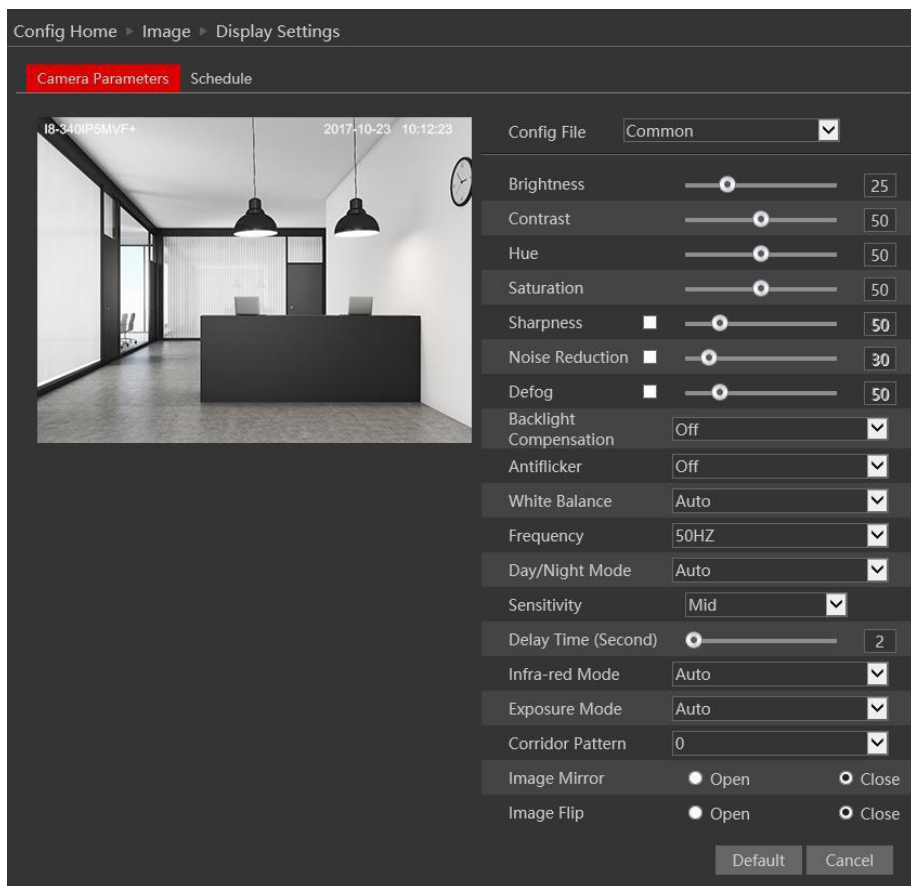 Config Home ▸ Image ▸ Display Settings
Camera Parameters Schedule
I8-340IP5MVF+ 2017-10-23 10:12:23
Config File Common
Brightness 25
Contrast 50
Hue 50
Saturation 50
Sharpness 50
Noise Reduction 30
Defog 50
Backlight
Compensation Off
Antiflicker Off
White Balance Auto
Frequency 50HZ
Day/Night Mode Auto
Sensitivity Mid
Delay Time (Second) 2
Infra-red Mode Auto
Exposure Mode Auto
Corridor Pattern 0
Image Mirror Open Close
Image Flip Open Close
Default Cancel